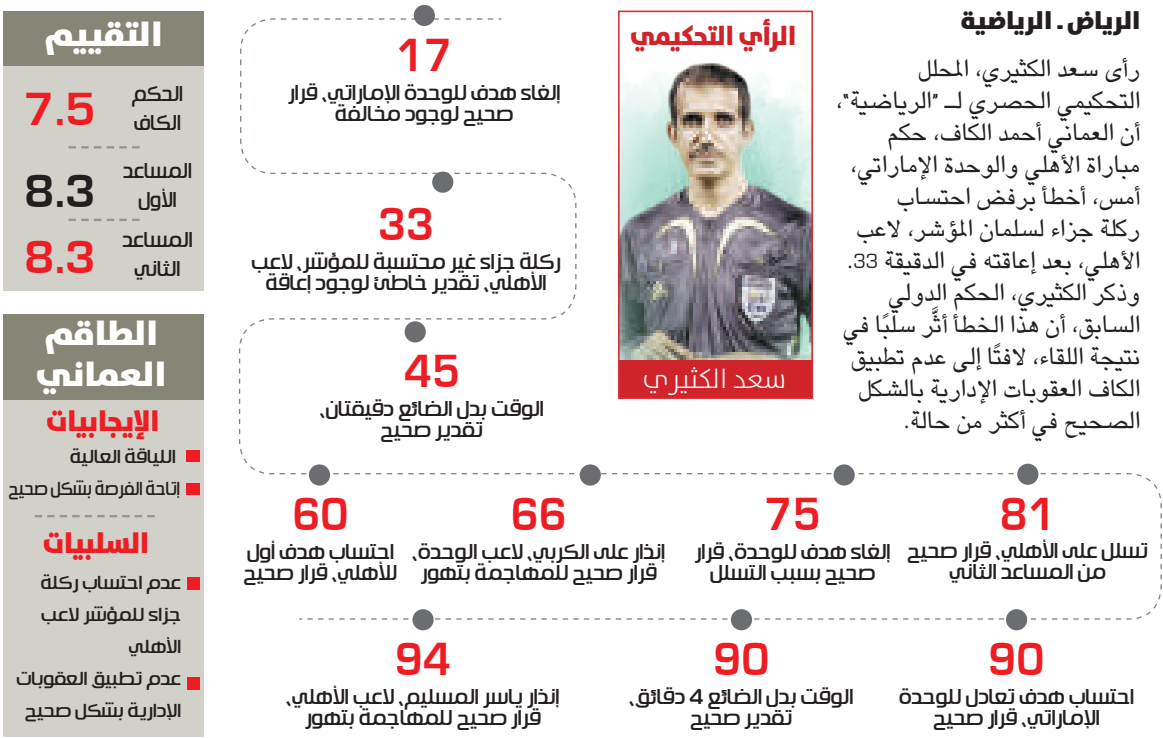 الرياض. الرياضية
رأى سعد الكثيري، المحلل
التحكيمي الحصري لــ "الرياضية"،
أن العماني أحمد الكاف، حكم
مباراة الأهلي والوحدة الإماراتي،
أمس، أخطأ برفض احتساب
ركلة جزاء لسلمان المؤشر، لاعب
الأهلي، بعد إعاقته في الدقيقة 33.
وذكر الكثيري، الحكم الدولي
السابق، أن هذا الخطأ أثَّر سلبًا في
نتيجة اللقاء، لافتًا إلى عدم تطبيق
الكاف العقوبات الإدارية بالشكل
الصحيح في أكثر من حالة.
الرأي التحكيمي
سعد الكثيري
17
إلغاء هدف للوحدة الإماراتي، قرار
صحيح لوجود مخالفة
33
ركلة جزاء غير محتسبة للمؤشر، لاعب
الأهلي، تقدير خاطئ لوجود إعاقة
45
الوقت بدل الضائع دقيقتان،
تقدير صحيح
60
احتساب هدف أول
للأهلي، قرار صحيح
66
إنذار على الكربي، لاعب الوحدة،
قرار صحيح للمهاجمة بتهور
75
إلغاء هدف للوحدة، قرار
صحيح بسبب التسلل
81
تسلل على الأهلي، قرار صحيح
من المساعد الثاني
90
احتساب هدف تعادل للوحدة
الإماراتي، قرار صحيح
90
الوقت بدل الضائع 4 دقائق،
تقدير صحيح
94
إنذار ياسر المسليم، لاعب الأهلي،
قرار صحيح للمهاجمة بتهور
التقييم
الحكم
الكاف
7.5
المساعد
الأول
8.3
المساعد
الثاني
8.3
الطاقم
العماني
الإيجابيات
اللياقة العالية
إتاحة الفرصة بشكل صحيح
السلبيات
عدم احتساب ركلة
جزاء للمؤشر لاعب
الأهلي
عدم تطبيق العقوبات
الإدارية بشكل صحيح